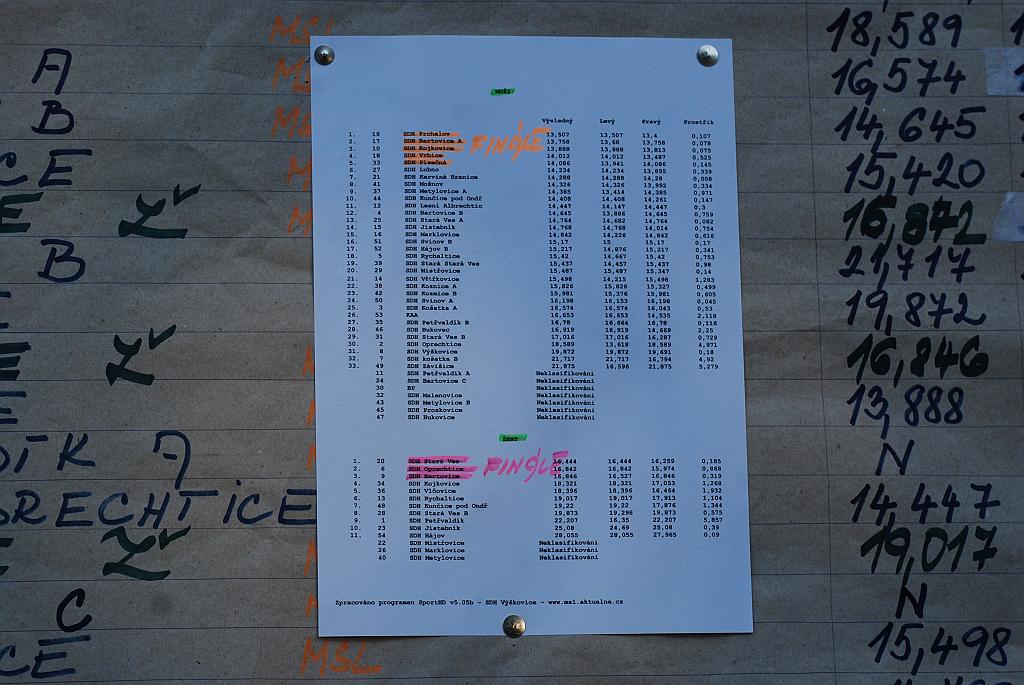 MUŽI
Výsledný Levý Pravý Prostřik
1. 19 SDH Prchalov 13,507 13,507 13,4 0,107
2. 17 SDH Bartovice A 13,758 13,68 13,758 0,078
3. 10 SDH Kojkovice 13,888 13,888 13,813 0,075
FINÁLE
4. 18 SDH Vrbice 14,012 14,012 13,487 0,525
5. 33 SDH Písečná 14,086 13,941 14,086 0,145
6. 27 SDH Lubno 14,234 14,234 13,895 0,339
7. 21 SDH Karviná Hranice 14,288 14,288 14,28 0,008
8. 41 SDH Mošnov 14,326 14,326 13,992 0,334
9. 37 SDH Metylovice A 14,385 13,414 14,385 0,971
10. 44 SDH Kunčice pod Ondř 14,408 14,408 14,261 0,147
11. 12 SDH Lesní Albrechtic 14,447 14,147 14,447 0,3
12. 4 SDH Bartovice B 14,645 13,886 14,645 0,759
13. 25 SDH Stará Ves A 14,764 14,682 14,764 0,082
14. 15 SDH Jistebník 14,768 14,768 14,014 0,754
15. 16 SDH Marklovice 14,842 14,226 14,842 0,616
16. 51 SDH Svinov B 15,17 15 15,17 0,17
17. 52 SDH Hájov B 15,217 14,876 15,217 0,341
18. 5 SDH Rychaltice 15,42 14,667 15,42 0,753
19. 39 SDH Stará Stará Ves 15,437 14,457 15,437 0,98
20. 29 SDH Mistřovice 15,487 15,487 15,347 0,14
21. 14 SDH Větřkovice 15,498 14,215 15,498 1,283
22. 38 SDH Kozmice A 15,826 15,826 15,327 0,499
23. 42 SDH Kozmice B 15,981 15,376 15,981 0,605
24. 50 SDH Svinov A 16,198 16,153 16,198 0,045
25. 3 SDH Košatka A 16,574 16,574 16,043 0,53
26. 53 KAA 16,653 16,653 14,535 2,118
27. 35 SDH Petřvaldík B 16,78 16,664 16,78 0,116
28. 46 SDH Bukovec 16,919 16,919 14,669 2,25
29. 31 SDH Stará Ves B 17,016 17,016 16,287 0,729
30. 2 SDH Oprechtice 18,589 13,618 18,589 4,971
31. 8 SDH Výškovice 19,872 19,872 19,691 0,18
32. 7 SDH košatka B 21,717 21,717 16,794 4,92
33. 49 SDH Závišice 21,875 16,596 21,875 5,279
11 SDH Petřvaldík A Neklasifikováni
24 SDH Bartovice C Neklasifikováni
30 BP Neklasifikováni
32 SDH Malenovice Neklasifikováni
43 SDH Metylovice B Neklasifikováni
45 SDH Proskovice Neklasifikováni
47 SDH Hukovice Neklasifikováni
ŽENY
1. 20 SDH Stará Ves 16,444 16,444 16,259 0,185
FINÁLE
2. 6 SDH Oprechtice 16,842 16,842 15,974 0,868
3. 9 SDH Bartovice 16,846 16,527 16,846 0,319
4. 34 SDH Kojkovice 18,321 18,321 17,053 1,268
5. 36 SDH Vlčovice 18,396 18,396 16,464 1,932
6. 13 SDH Rychaltice 19,017 19,017 17,913 1,104
7. 48 SDH Kunčice pod Ondř 19,22 19,22 17,876 1,344
8. 28 SDH Stará Ves B 19,873 19,298 19,873 0,575
9. 1 SDH Petřvaldík 22,207 16,35 22,207 5,857
10. 23 SDH Jistebník 25,08 24,69 25,08 0,39
11. 54 SDH Hájov 28,055 28,055 27,965 0,09
22 SDH Mistřovice Neklasifikováni
26 SDH Marklovice Neklasifikováni
40 SDH Metylovice Neklasifikováni
Zpracováno programem SportHD v5.05b - SDH Výškovice - www.msl.aktualne.cz
A
B
CE
E Žv
B
E Žv
DÍK A
BRECHTICE
Žv
C
CE
MSL
18,589
16,574
14,645
15,420
16,842
21,717
19,872
16,846
13,888
N
14,447
19,017
N
15,498